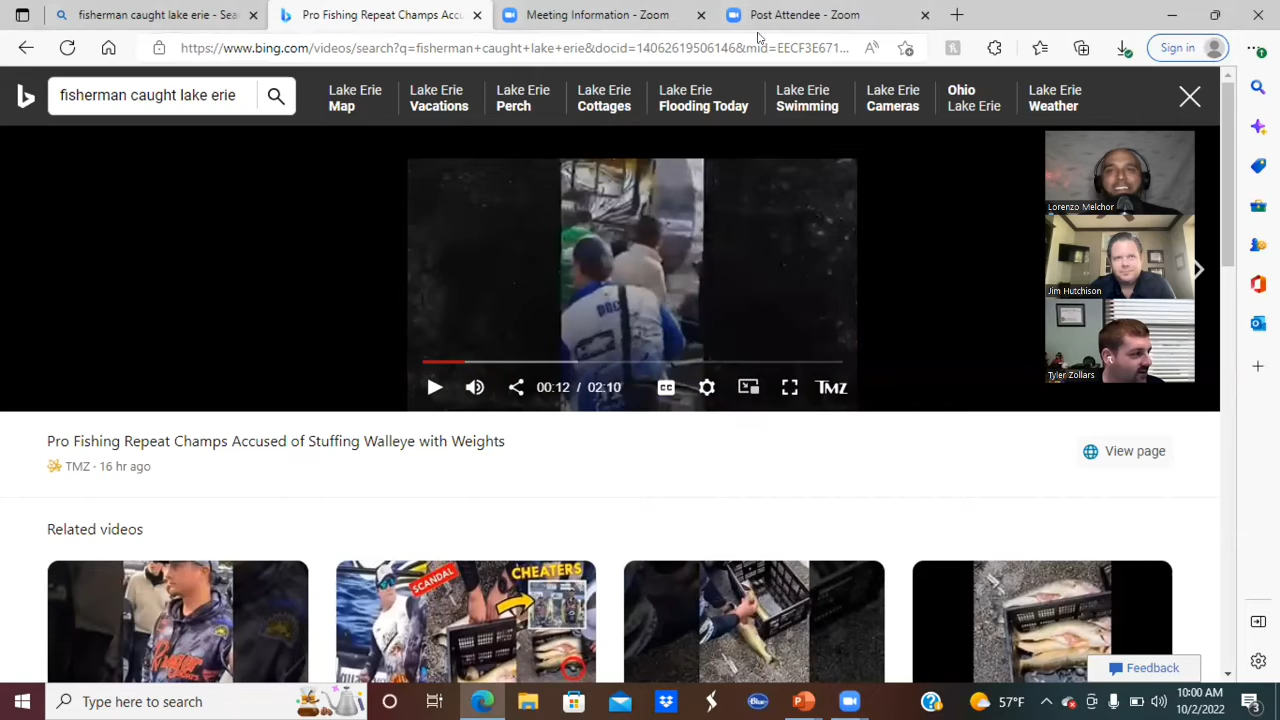 fisherman caught lake erie - Sea
Pro Fishing Repeat Champs Accu
Meeting Information - Zoom
Post Attendee - Zoom
https://www.bing.com/videos/search?q=fisherman+caught+lake+erie&docid=14062619506146&mid=EECF3E671...
Sign in
fisherman caught lake erie
Lake Erie Map
Lake Erie Vacations
Lake Erie Perch
Lake Erie Cottages
Lake Erie Flooding Today
Lake Erie Swimming
Lake Erie Cameras
Ohio Lake Erie
Lake Erie Weather
Lorenzo Melchor
Jim Hutchison
Tyler Zollars
00:12 / 02:10
CC
TMZ
Pro Fishing Repeat Champs Accused of Stuffing Walleye with Weights
TMZ · 16 hr ago
View page
Related videos
SCANDAL
CHEATERS
Ranger
Feedback
Type here to search
Blue
57°F
10:00 AM
10/2/2022
3